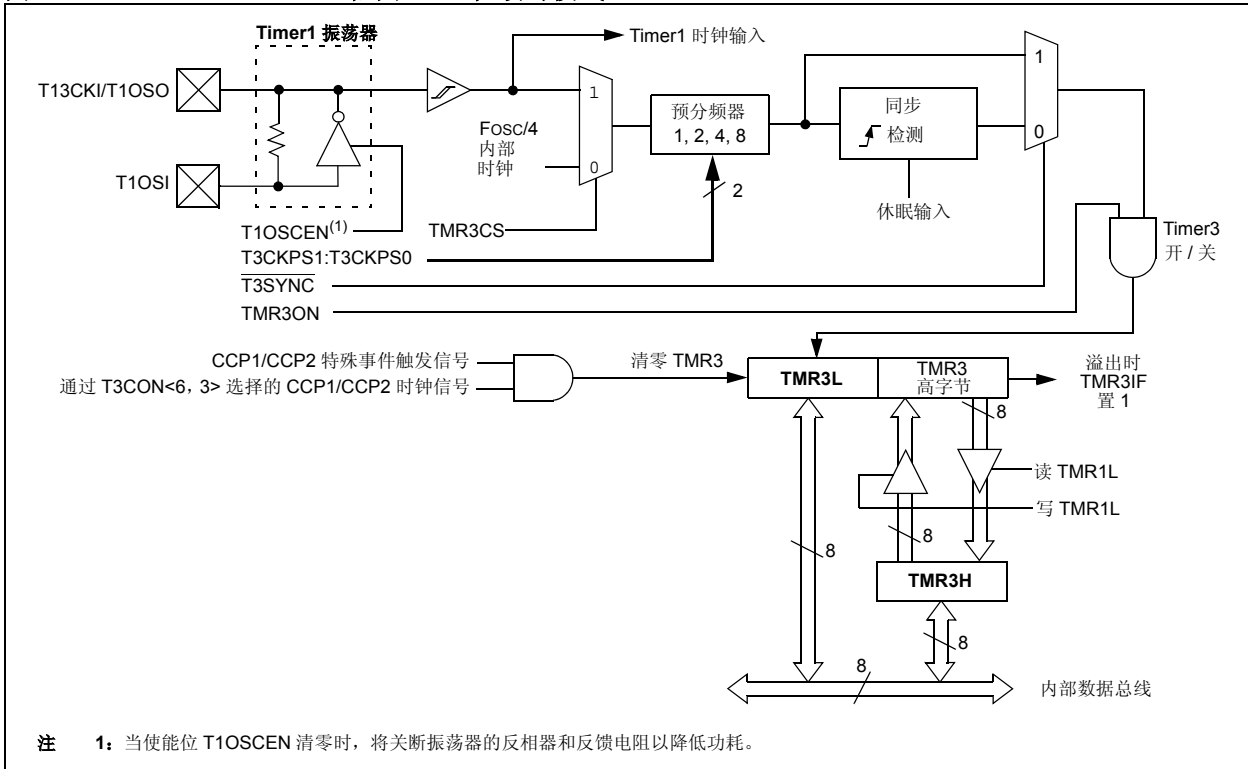 Timer1 振荡器
Timer1 时钟输入
T13CKI/T1OSO
1
FOSC/4
内部
时钟
0
预分频器
1, 2, 4, 8
同步
检测
1
0
T1OSI
2
休眠输入
T1OSCEN(1)
TMR3CS
Timer3
开 / 关
T3CKPS1:T3CKPS0
T3SYNC
TMR3ON
CCP1/CCP2 特殊事件触发信号
通过 T3CON<6，3> 选择的 CCP1/CCP2 时钟信号
清零 TMR3
TMR3L
TMR3
高字节
溢出时
TMR3IF
置 1
8
读 TMR1L
写 TMR1L
8
8
TMR3H
8
8
内部数据总线
注 1：当使能位 T1OSCEN 清零时，将关断振荡器的反相器和反馈电阻以降低功耗。